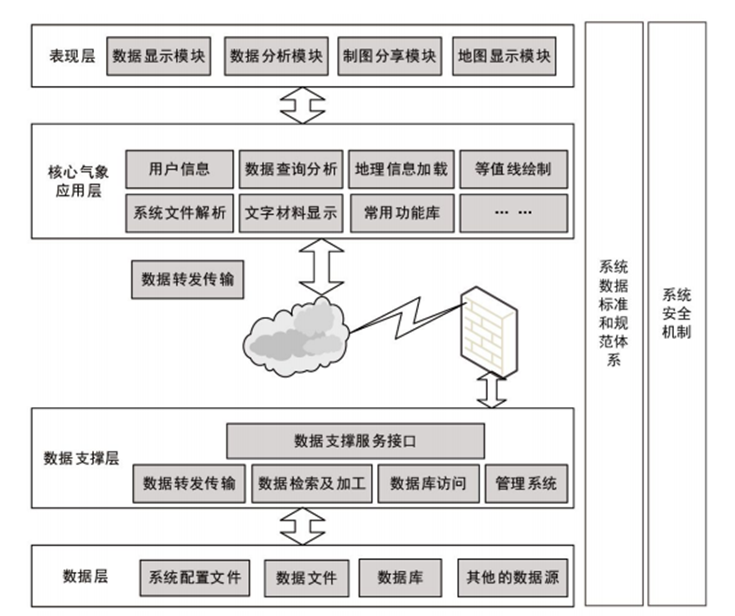 表现层
数据显示模块
数据分析模块
制图分享模块
地图显示模块
核心气象
应用层
用户信息
数据查询分析
地理信息加载
等值线绘制
系统文件解析
文字材料显示
常用功能库
… …
数据转发传输
数据支撑层
数据支撑服务接口
数据转发传输
数据检索及加工
数据库访问
管理系统
数据层
系统配置文件
数据文件
数据库
其他的数据源
系统
数据
标准
和规
范体
系
系统
安全
机制